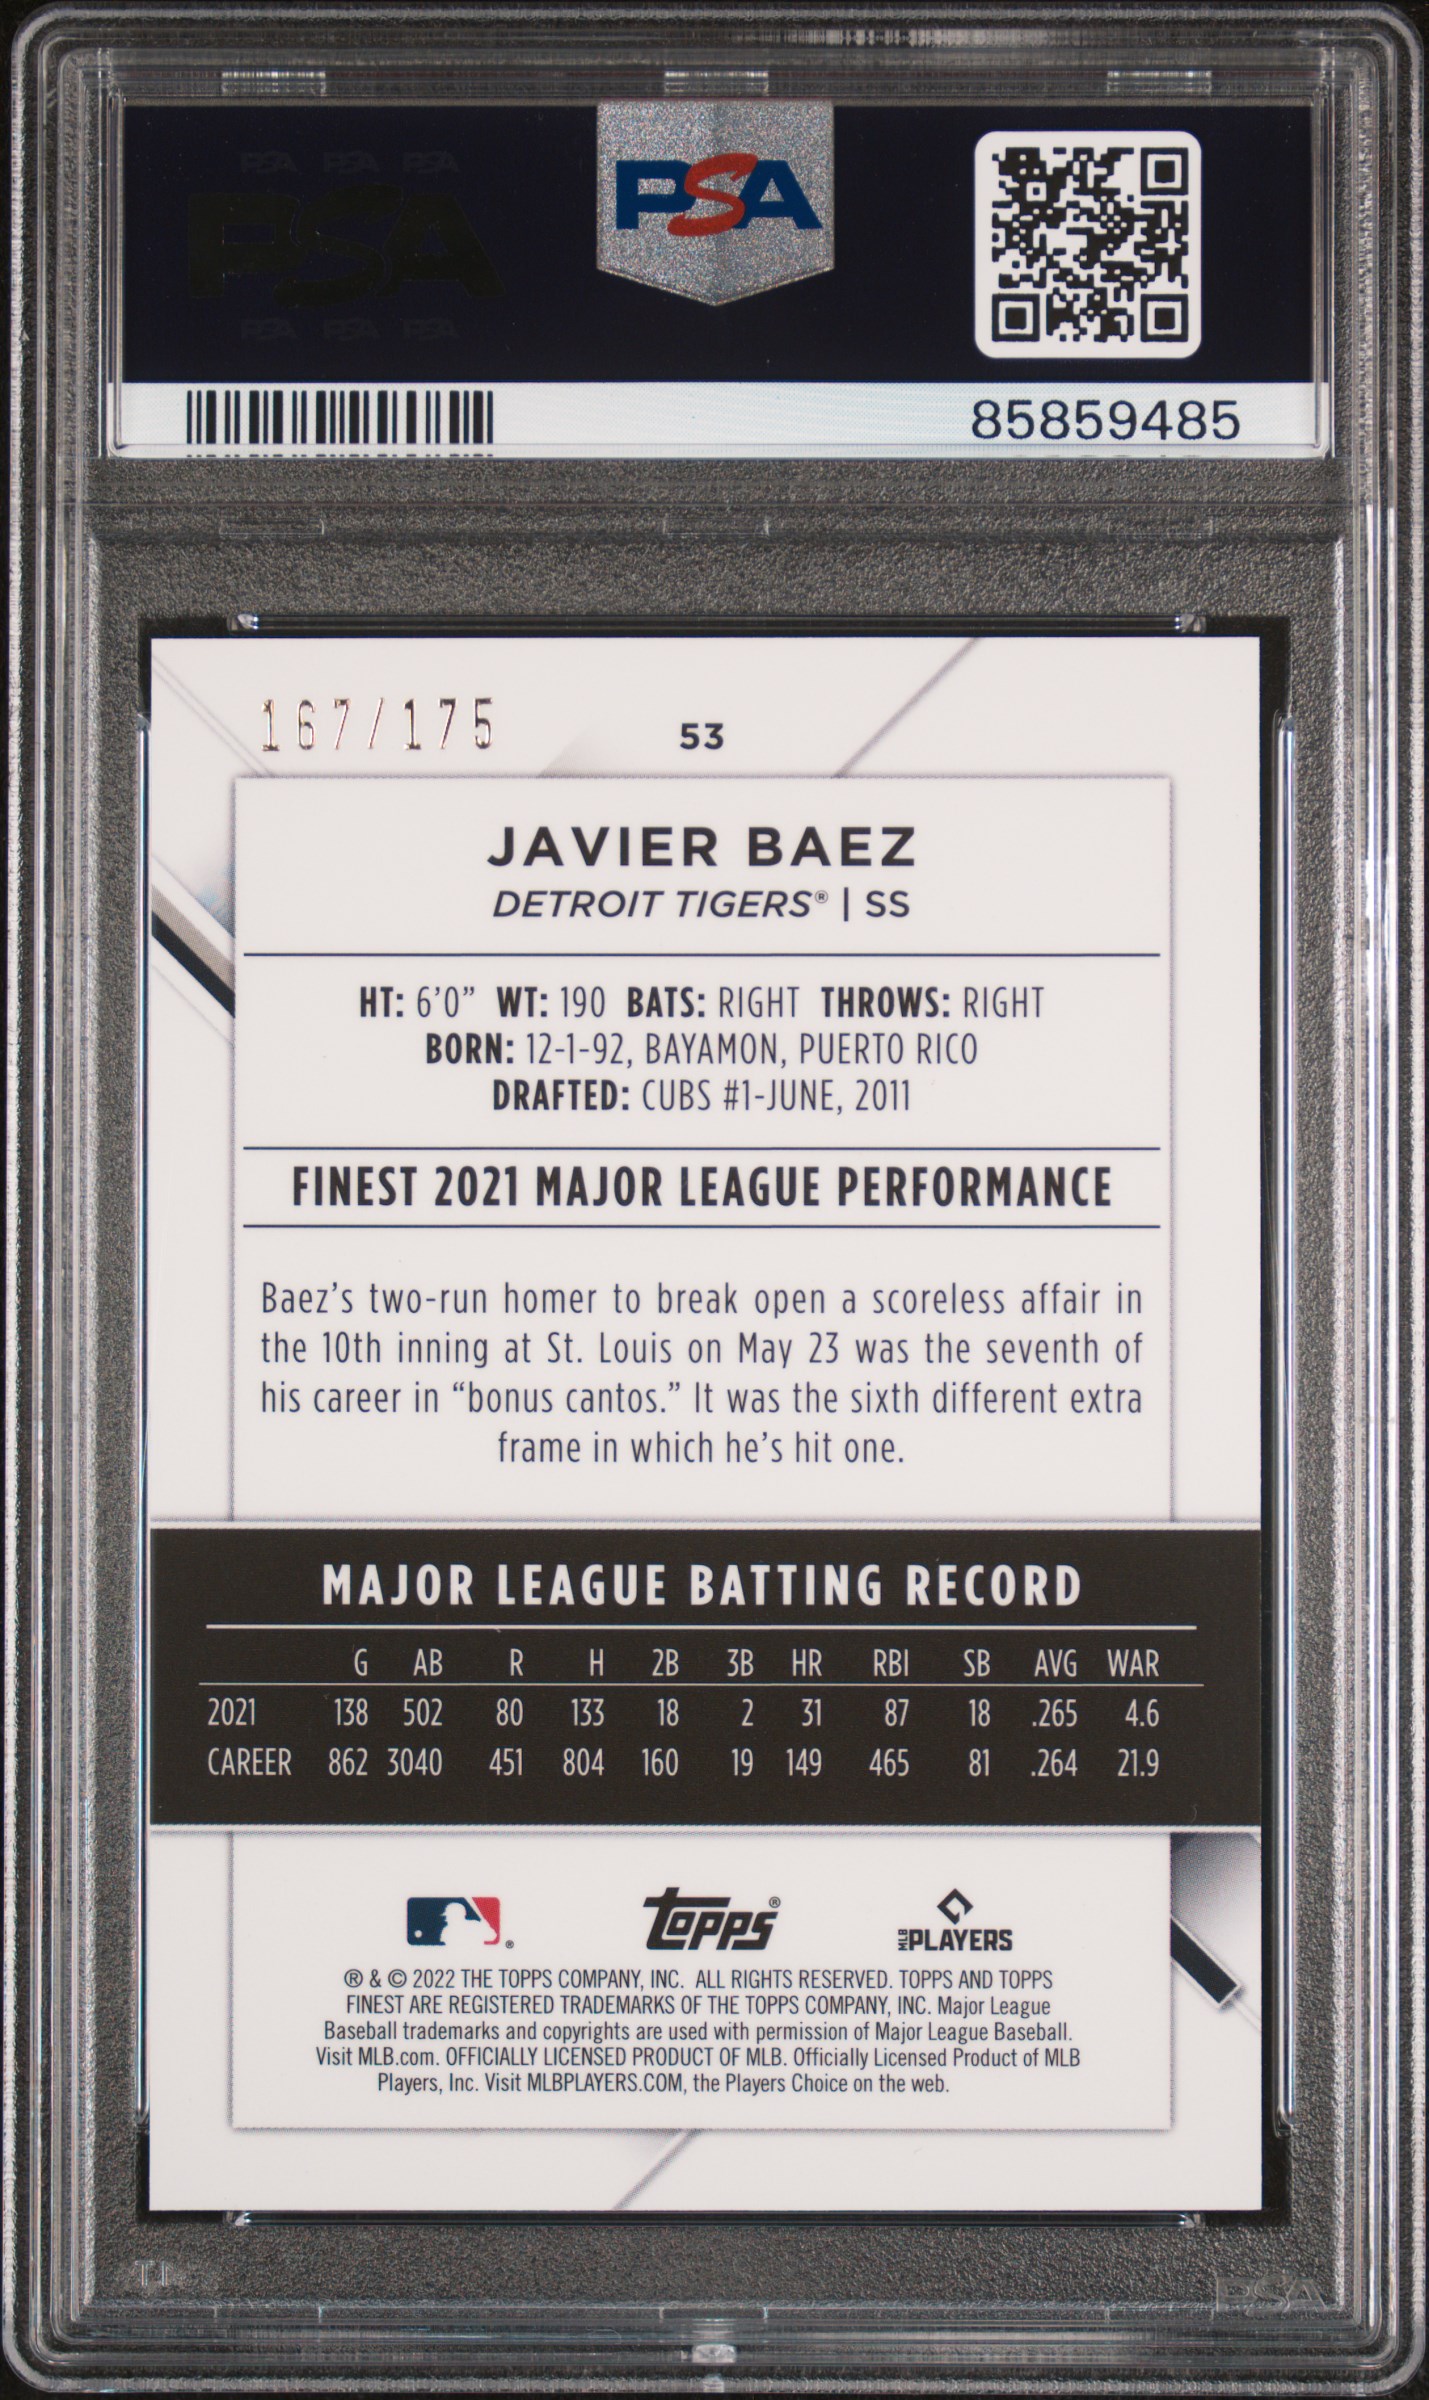 PSA PSA PSA
PSA
PSA PSA PSA
PSA
85859485
167/175
53
JAVIER BAEZ
DETROIT TIGERS® | SS
HT: 6'0” WT: 190 BATS: RIGHT THROWS: RIGHT
BORN: 12-1-92, BAYAMON, PUERTO RICO
DRAFTED: CUBS #1-JUNE, 2011
FINEST 2021 MAJOR LEAGUE PERFORMANCE
Baez's two-run homer to break open a scoreless affair in
the 10th inning at St. Louis on May 23 was the seventh of
his career in “bonus cantos.” It was the sixth different extra
frame in which he's hit one.
MAJOR LEAGUE BATTING RECORD
G AB R H 2B 3B HR RBI SB AVG WAR
2021 138 502 80 133 18 2 31 87 18 .265 4.6
CAREER 862 3040 451 804 160 19 149 465 81 .264 21.9
® Topps® MLB PLAYERS
® & © 2022 THE TOPPS COMPANY, INC. ALL RIGHTS RESERVED. TOPPS AND TOPPS
FINEST ARE REGISTERED TRADEMARKS OF THE TOPPS COMPANY, INC. Major League
Baseball trademarks and copyrights are used with permission of Major League Baseball.
Visit MLB.com. OFFICIALLY LICENSED PRODUCT OF MLB. Officially Licensed Product of MLB
Players, Inc. Visit MLBPLAYERS.COM, the Players Choice on the web.
PSA